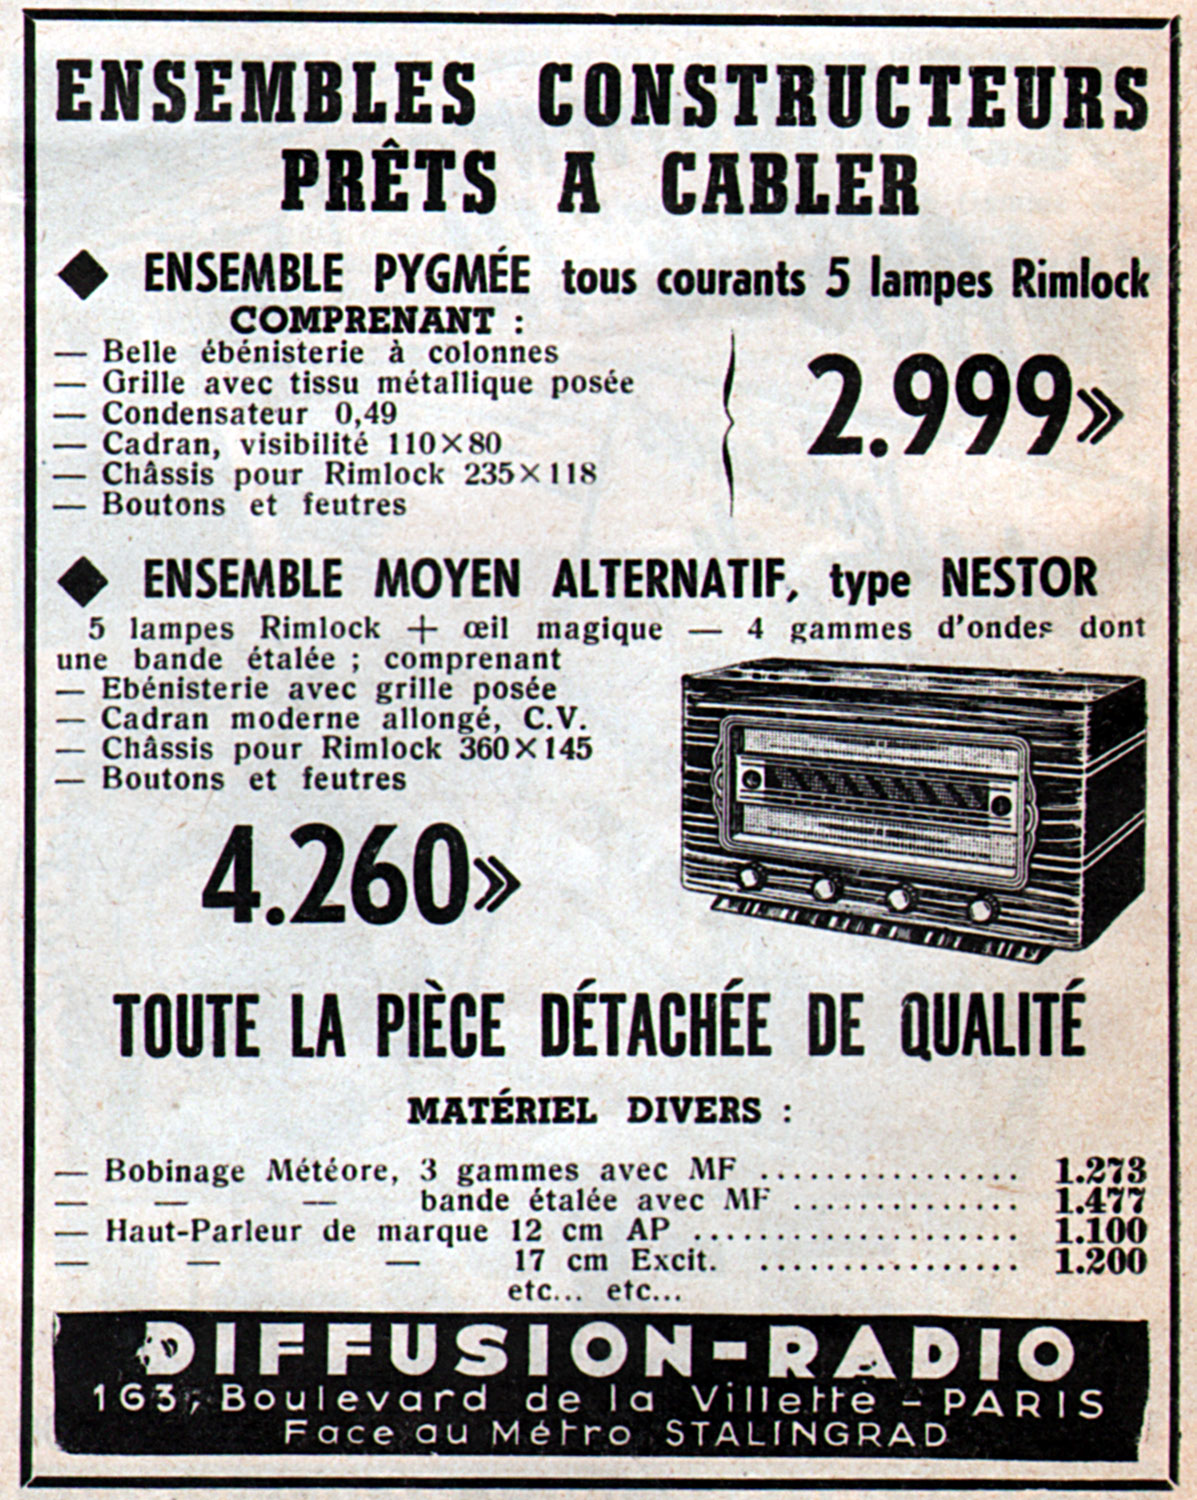 ENSEMBLES CONSTRUCTEURS
PRÊTS A CABLER
◆ ENSEMBLE PYGMÉE tous courants 5 lampes Rimlock
COMPRENANT :
— Belle ébénisterie à colonnes
— Grille avec tissu métallique posée
— Condensateur 0,49
— Cadran, visibilité 110×80
— Châssis pour Rimlock 235×118
— Boutons et feutres
2.999»
◆ ENSEMBLE MOYEN ALTERNATIF, type NESTOR
5 lampes Rimlock + œil magique — 4 gammes d'ondes dont
une bande étalée ; comprenant
— Ebénisterie avec grille posée
— Cadran moderne allongé, C.V.
— Châssis pour Rimlock 360×145
— Boutons et feutres
4.260»
TOUTE LA PIÈCE DÉTACHÉE DE QUALITÉ
MATÉRIEL DIVERS :
— Bobinage Météore, 3 gammes avec MF ................ 1.273
— — — bande étalée avec MF .............. 1.477
— Haut-Parleur de marque 12 cm AP .................... 1.100
— — — 17 cm Excit. ................ 1.200
etc... etc...
DIFFUSION-RADIO
163, Boulevard de la Villette - PARIS
Face au Métro STALINGRAD